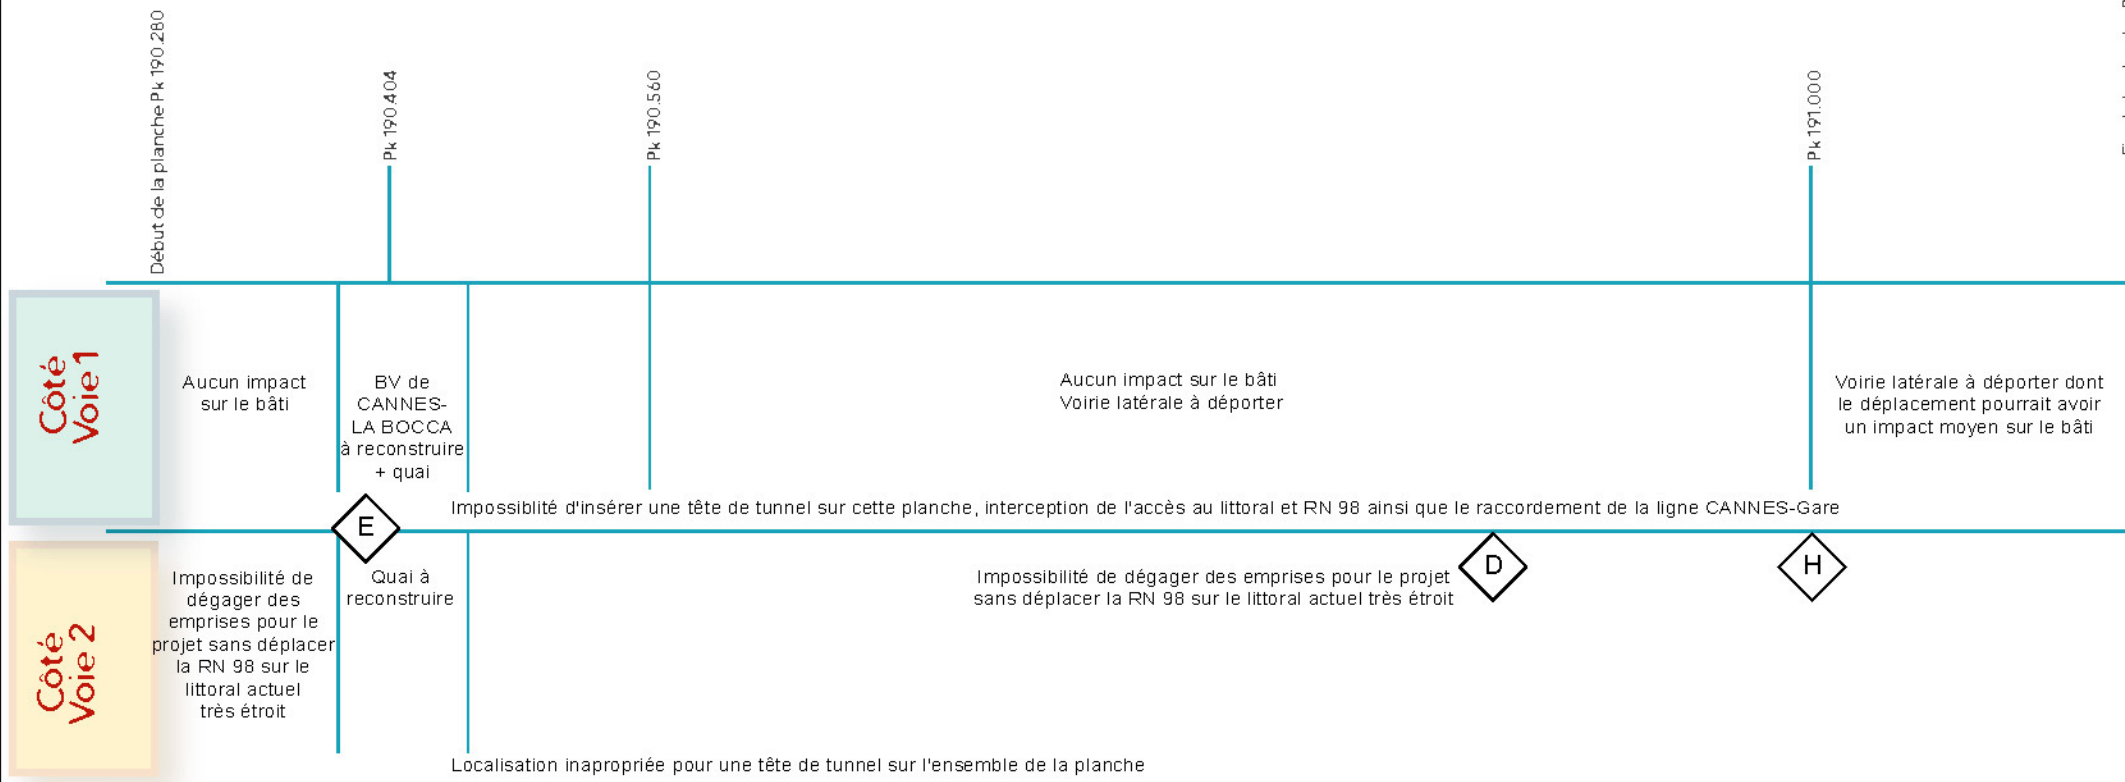 Début de la planche Pk 190.280
Pk 190.404
Pk 190.560
Pk 191.000
Côté
Voie 1
Aucun impact
sur le bâti
BV de
CANNES-
LA BOCCA
à reconstruire
+ quai
Aucun impact sur le bâti
Voirie latérale à déporter
Voirie latérale à déporter dont
le déplacement pourrait avoir
un impact moyen sur le bâti
Impossiblité d'insérer une tête de tunnel sur cette planche, interception de l'accès au littoral et RN 98 ainsi que le raccordement de la ligne CANNES-Gare
E
D
H
Côté
Voie 2
Impossibilité de
dégager des
emprises pour le
projet sans déplacer
la RN 98 sur le
littoral actuel
très étroit
Quai à
reconstruire
Impossibilité de dégager des emprises pour le projet
sans déplacer la RN 98 sur le littoral actuel très étroit
Localisation inapropriée pour une tête de tunnel sur l'ensemble de la planche